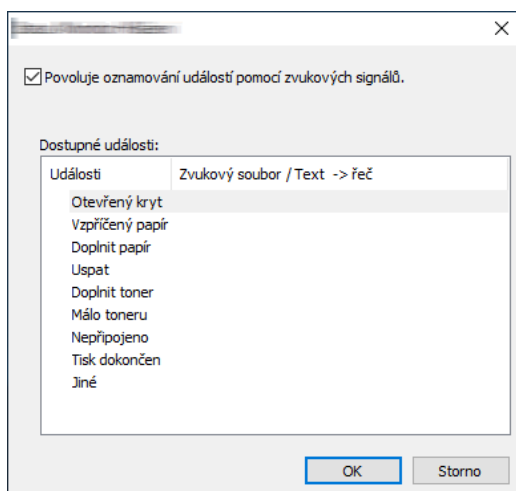 Povoluje oznamování událostí pomocí zvukových signálů.
Dostupné události:
Události Zvukový soubor / Text -> řeč
Otevřený kryt
Vzpříčený papír
Doplnit papír
Uspat
Doplnit toner
Málo toneru
Nepřipojeno
Tisk dokončen
Jiné
OK Storno